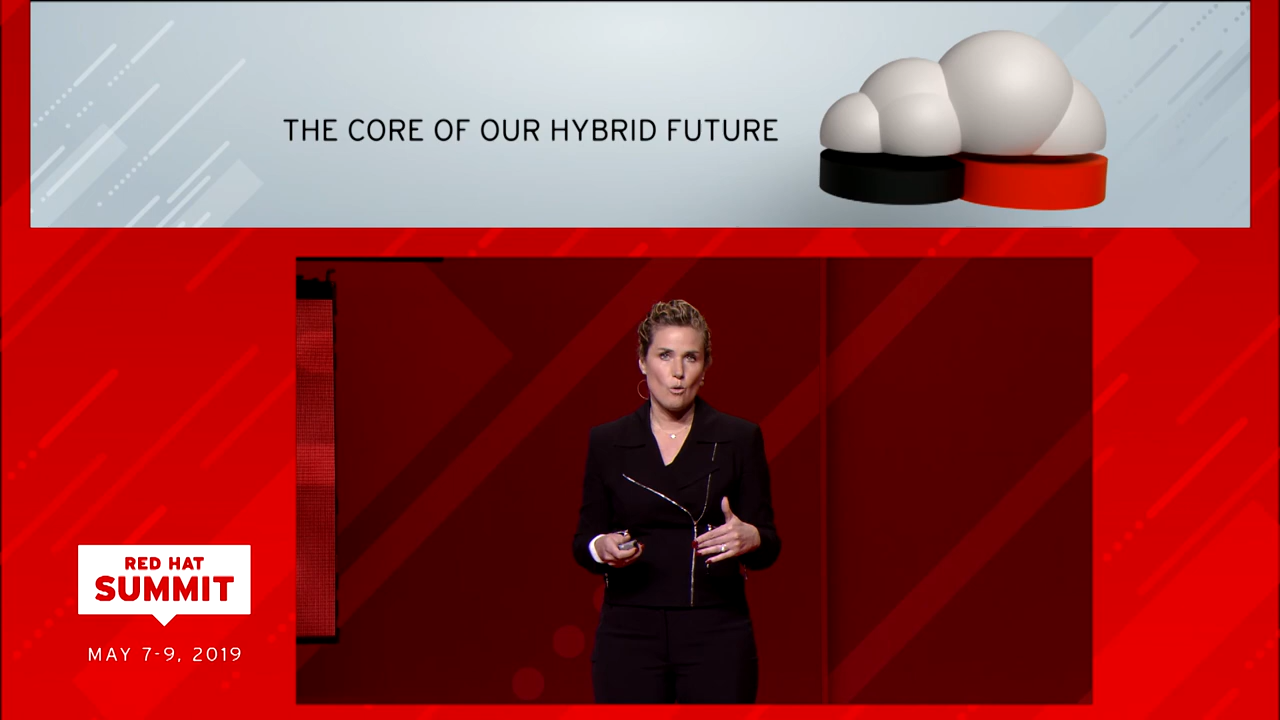 THE CORE OF OUR HYBRID FUTURE
RED HAT
SUMMIT
MAY 7-9, 2019